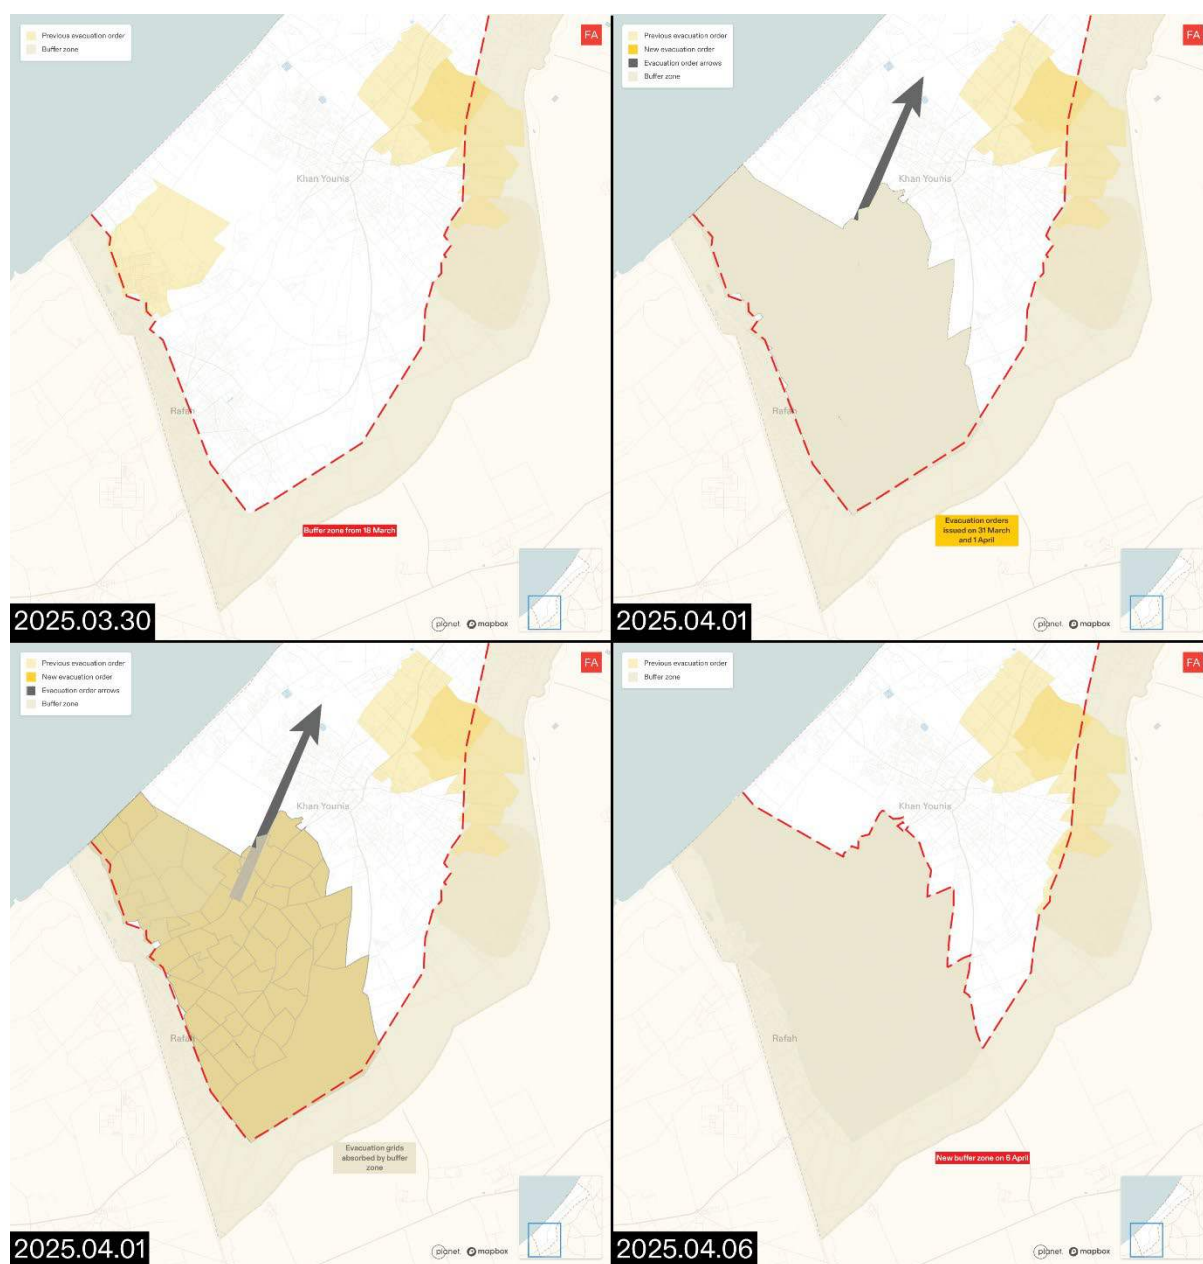 Previous evacuation order
Buffer zone
FA
Khan Younis
Rafah
Buffer zone from 18 March
2025.03.30
planet. mapbox
Previous evacuation order
New evacuation order
Evacuation order arrows
Buffer zone
FA
Khan Younis
Rafah
Evacuation orders
issued on 31 March
and 1 April
2025.04.01
planet. mapbox
Previous evacuation order
New evacuation order
Evacuation order arrows
Buffer zone
FA
Khan Younis
Rafah
Evacuation grids
absorbed by buffer
zone
2025.04.01
planet. mapbox
Previous evacuation order
Buffer zone
FA
Khan Younis
Rafah
New buffer zone on 6 April
2025.04.06
planet. mapbox